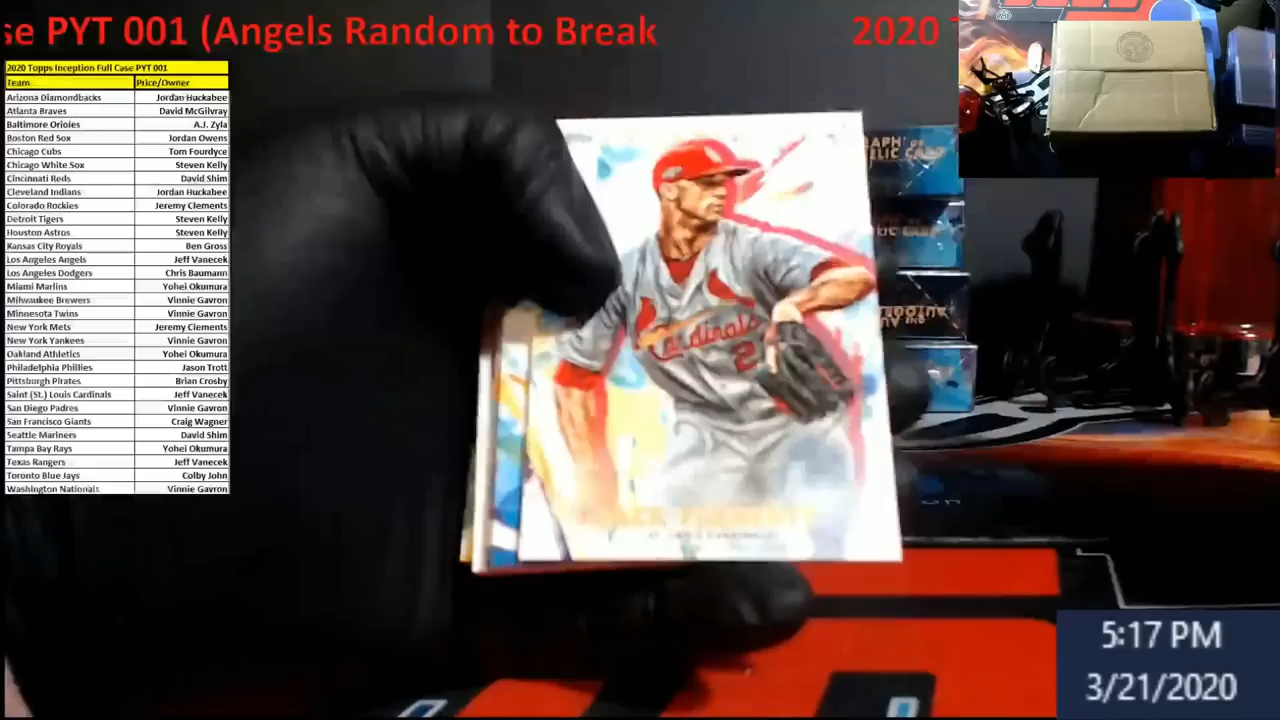 se PYT 001 (Angels Random to Break
2020
2020 Topps Inception Full Case PYT 001
Team Price/Owner
Arizona Diamondbacks Jordan Huckabee
Atlanta Braves David McGilvray
Baltimore Orioles A.J. Zyla
Boston Red Sox Jordan Owens
Chicago Cubs Tom Fourdyce
Chicago White Sox Steven Kelly
Cincinnati Reds David Shim
Cleveland Indians Jordan Huckabee
Colorado Rockies Jeremy Clements
Detroit Tigers Steven Kelly
Houston Astros Steven Kelly
Kansas City Royals Ben Gross
Los Angeles Angels Jeff Vanecek
Los Angeles Dodgers Chris Baumann
Miami Marlins Yohei Okumura
Milwaukee Brewers Vinnie Gavron
Minnesota Twins Vinnie Gavron
New York Mets Jeremy Clements
New York Yankees Vinnie Gavron
Oakland Athletics Yohei Okumura
Philadelphia Phillies Jason Trott
Pittsburgh Pirates Brian Crosby
Saint (St.) Louis Cardinals Jeff Vanecek
San Diego Padres Vinnie Gavron
San Francisco Giants Craig Wagner
Seattle Mariners David Shim
Tampa Bay Rays Yohei Okumura
Texas Rangers Jeff Vanecek
Toronto Blue Jays Colby John
Washington Nationals Vinnie Gavron
Cardinals
2
5:17 PM
3/21/2020